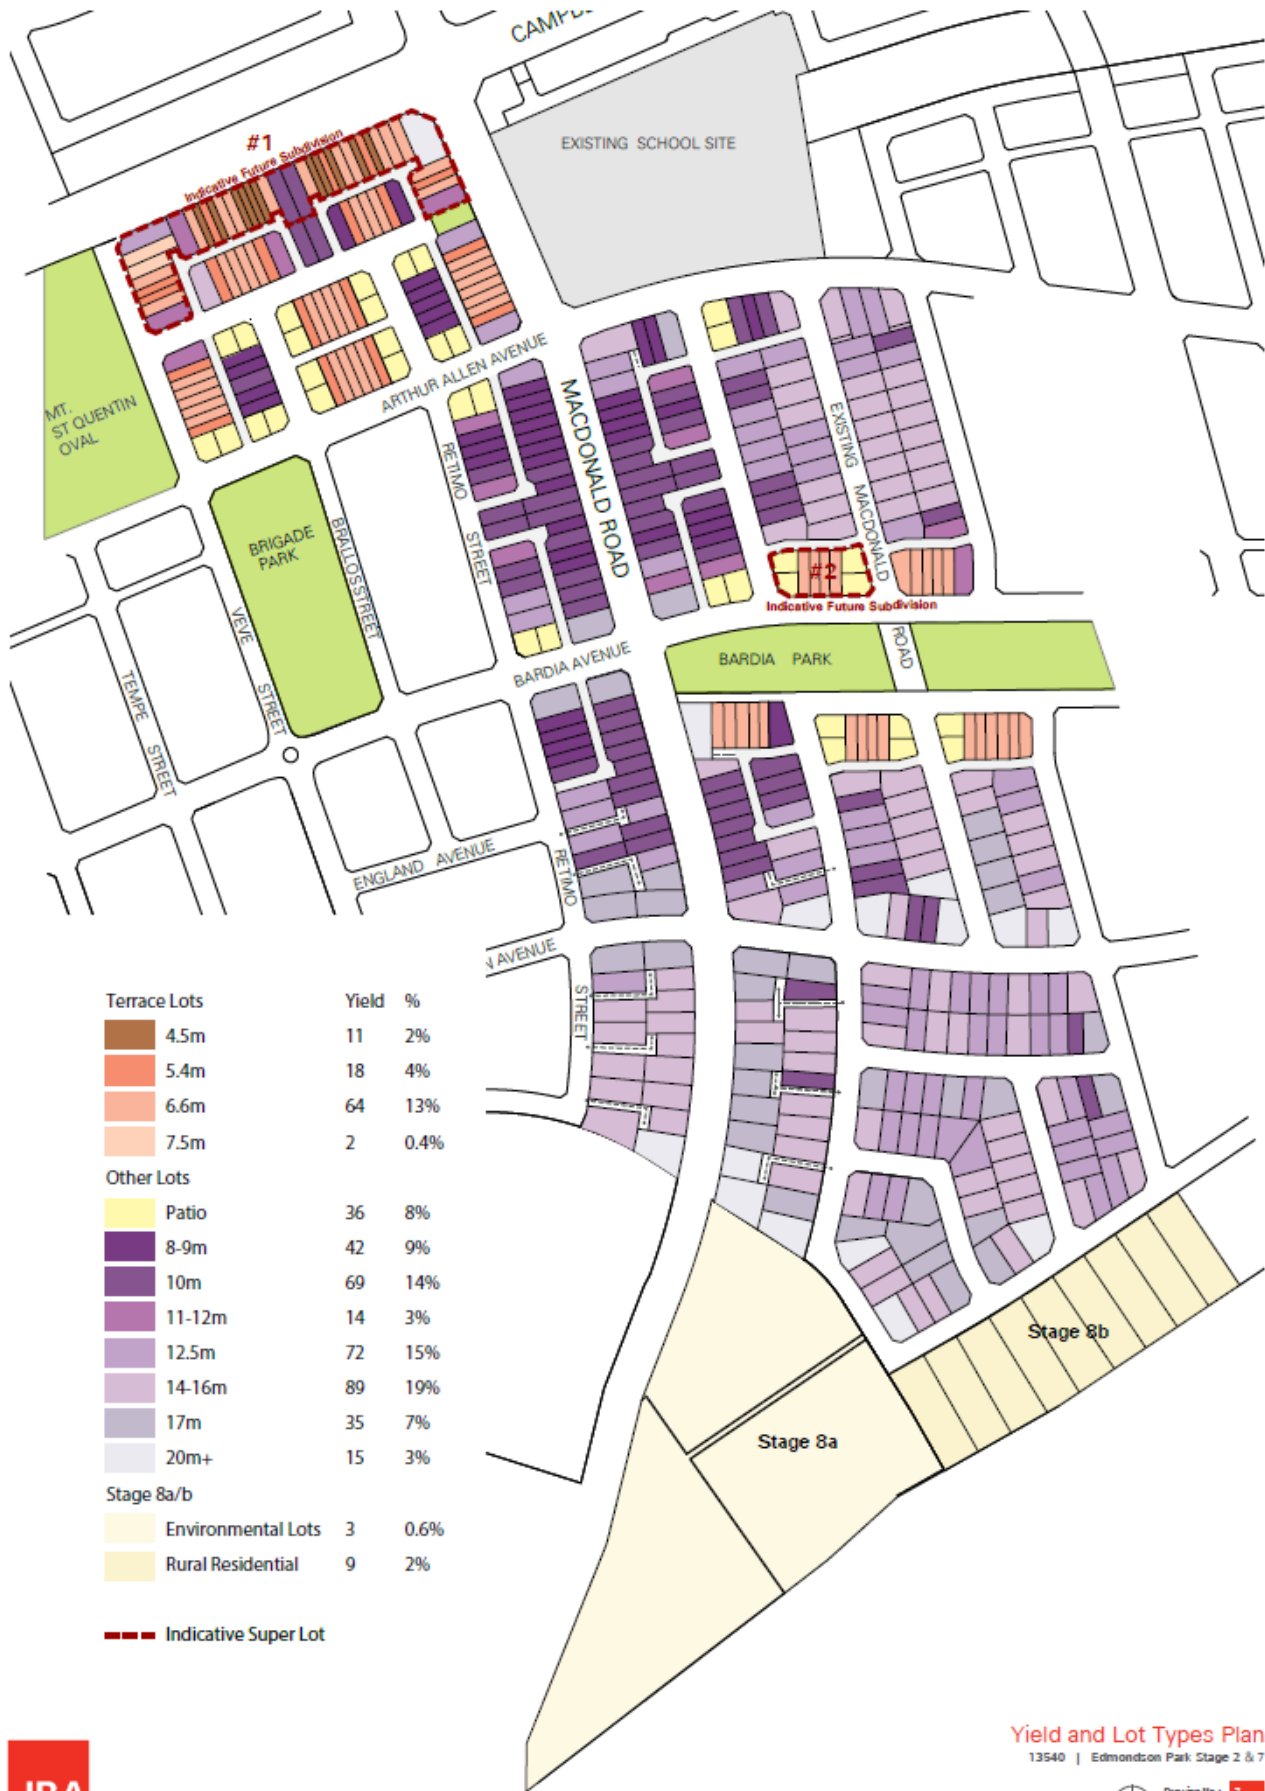 CAMPB
#1
Indicative Future Subdivision
EXISTING SCHOOL SITE
MT.
ST QUENTIN
OVAL
ARTHUR ALLEN AVENUE
MACDONALD ROAD
RETIMO
STREET
EXISTING MACDONALD
ROAD
BRIGADE
PARK
BRALLOS STREET
#2
Indicative Future Subdivision
VEVE
STREET
BARDIA AVENUE
BARDIA PARK
TEMPE
STREET
ENGLAND AVENUE
RETIMO
STREET
N AVENUE
Terrace Lots Yield %
4.5m 11 2%
5.4m 18 4%
6.6m 64 13%
7.5m 2 0.4%
Other Lots
Patio 36 8%
8-9m 42 9%
10m 69 14%
11-12m 14 3%
12.5m 72 15%
14-16m 89 19%
17m 35 7%
20m+ 15 3%
Stage 8a/b
Environmental Lots 3 0.6%
Rural Residential 9 2%
Indicative Super Lot
Stage 8b
Stage 8a
Yield and Lot Types Plan
13540 | Edmondson Park Stage 2 & 7